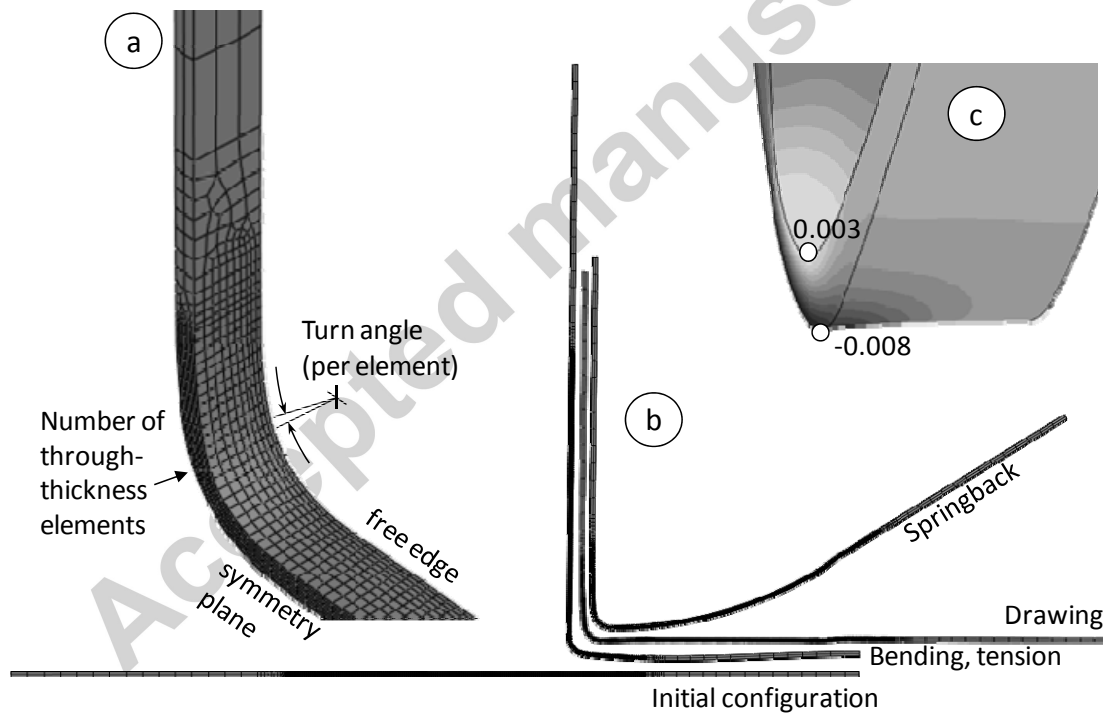 a
Turn angle
(per element)
Number of
through-
thickness
elements
symmetry
plane
free edge
b
Springback
Drawing
Bending, tension
Initial configuration
c
0.003
-0.008
Accepted manus